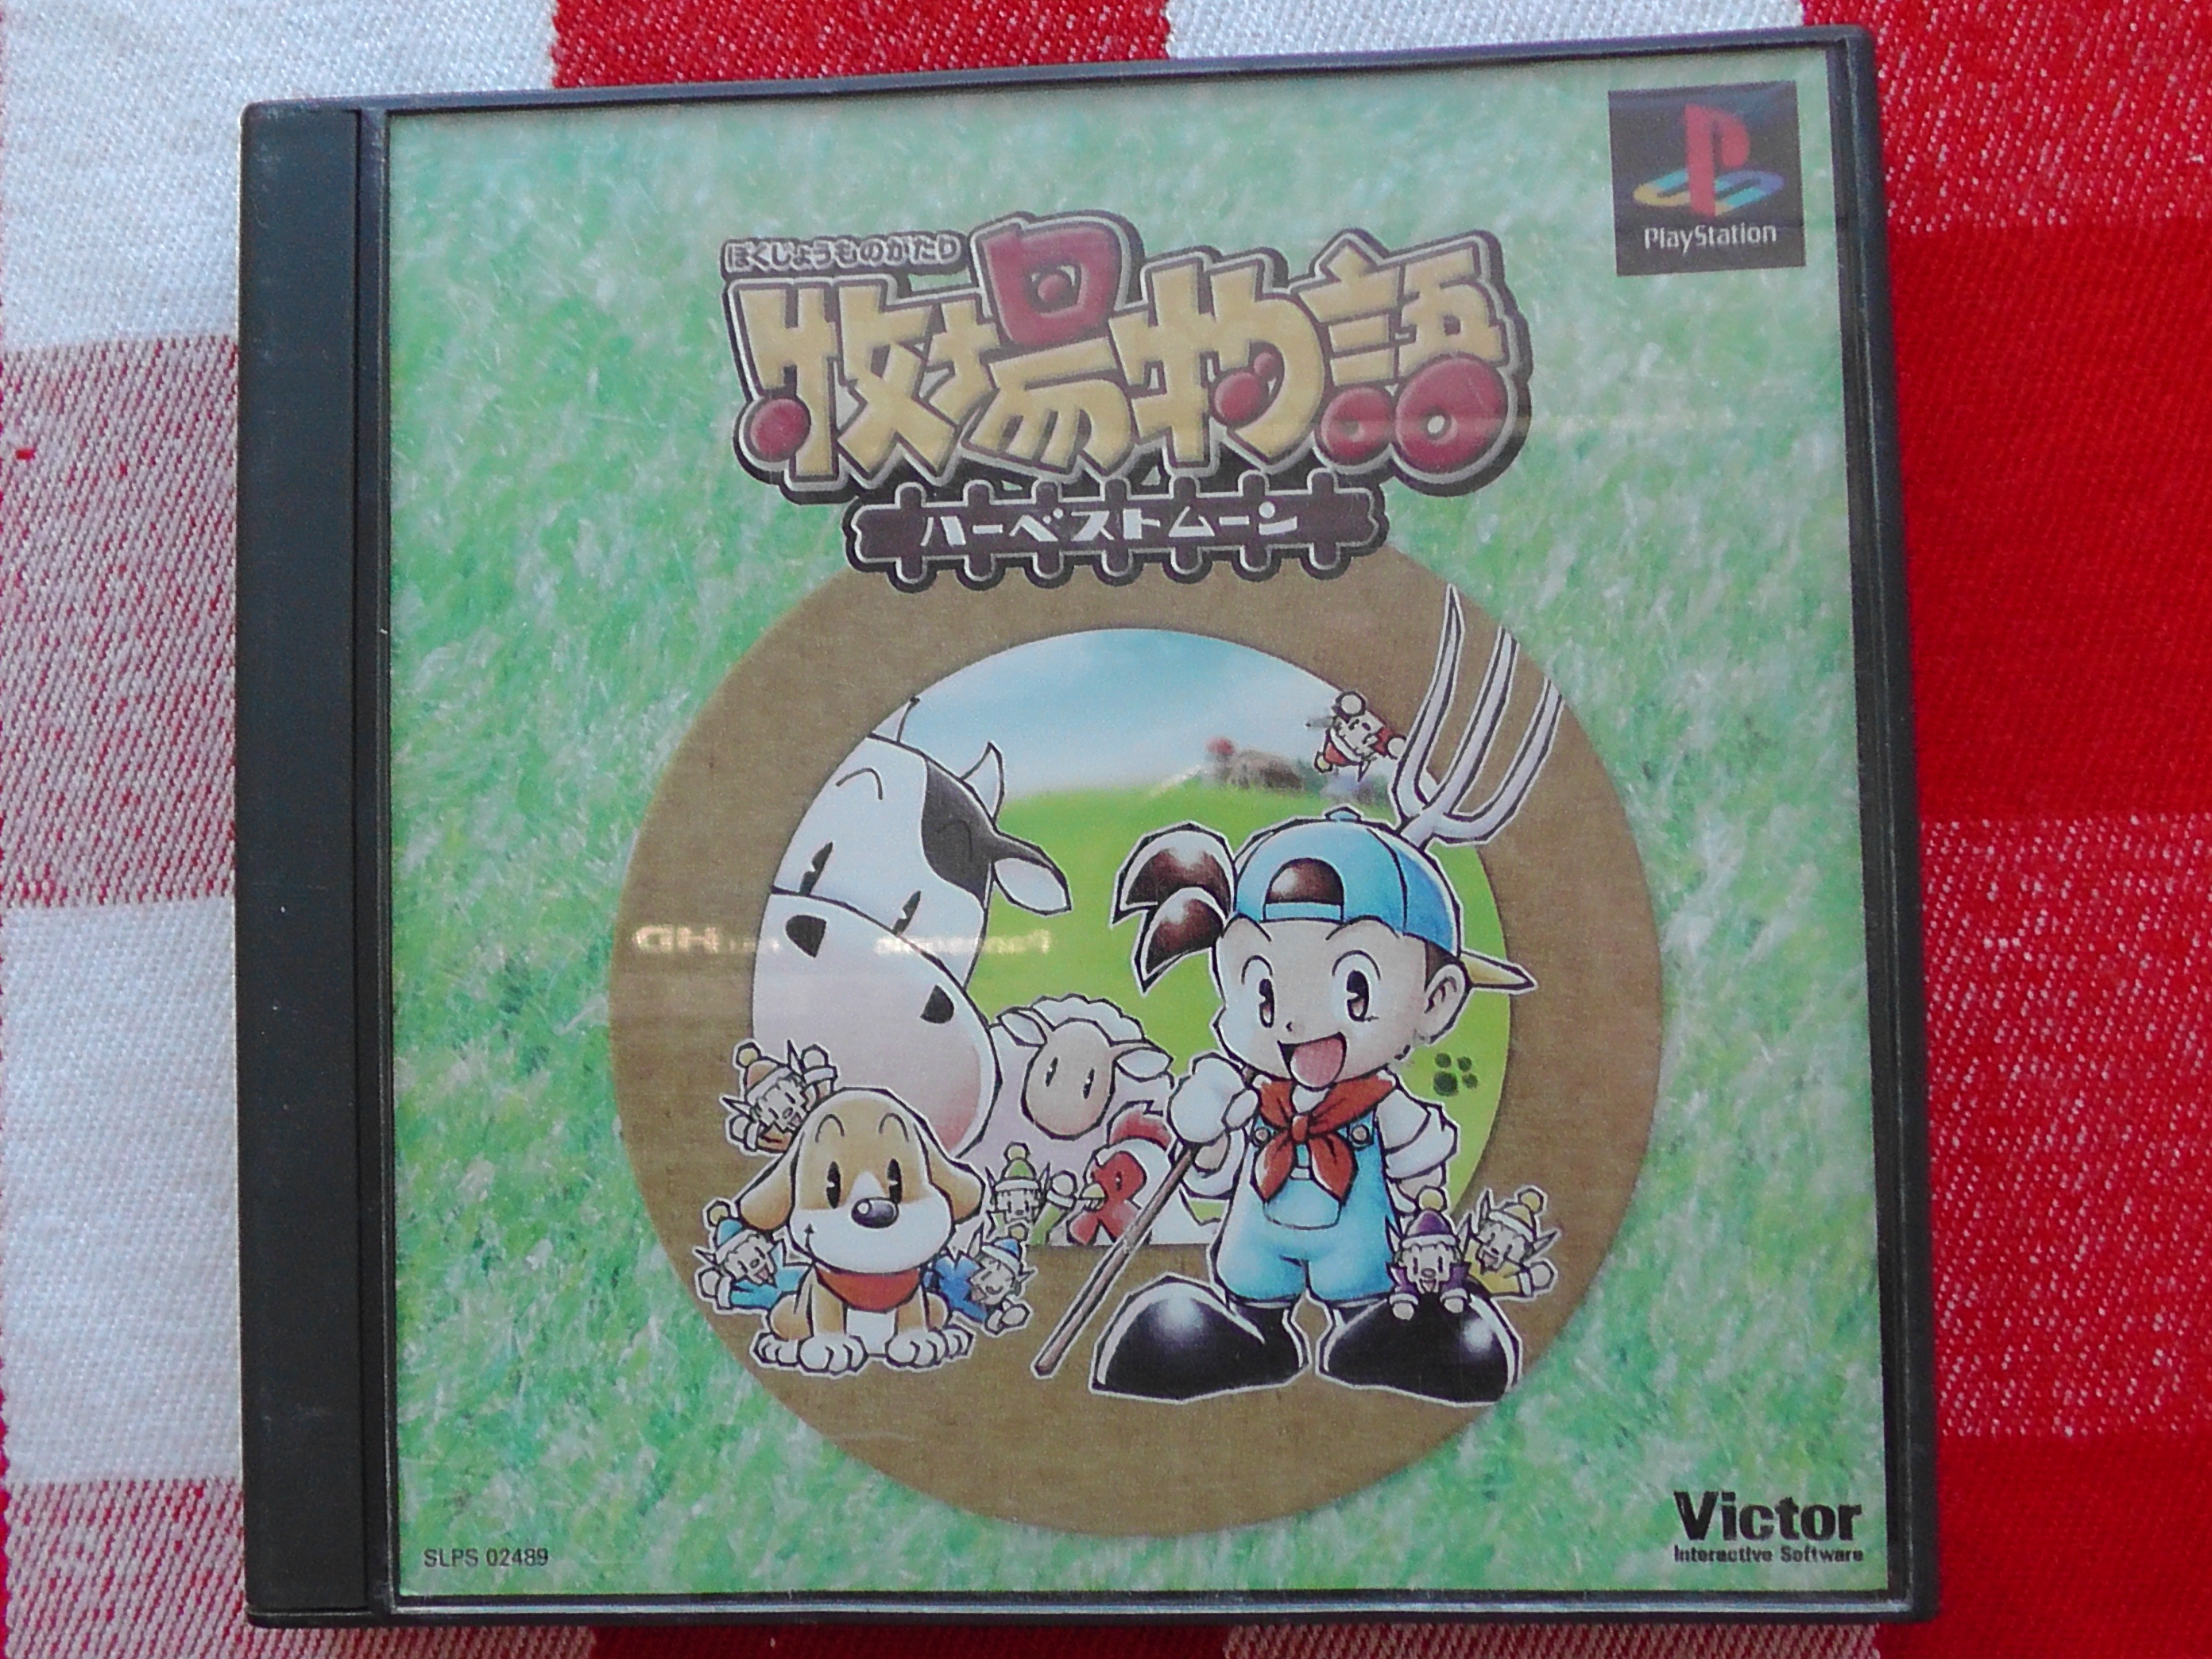 PlayStation
ぼくじょうものがたり
牧場物語
ハーベストムーン
SLPS 02489
Victor
Interactive Software